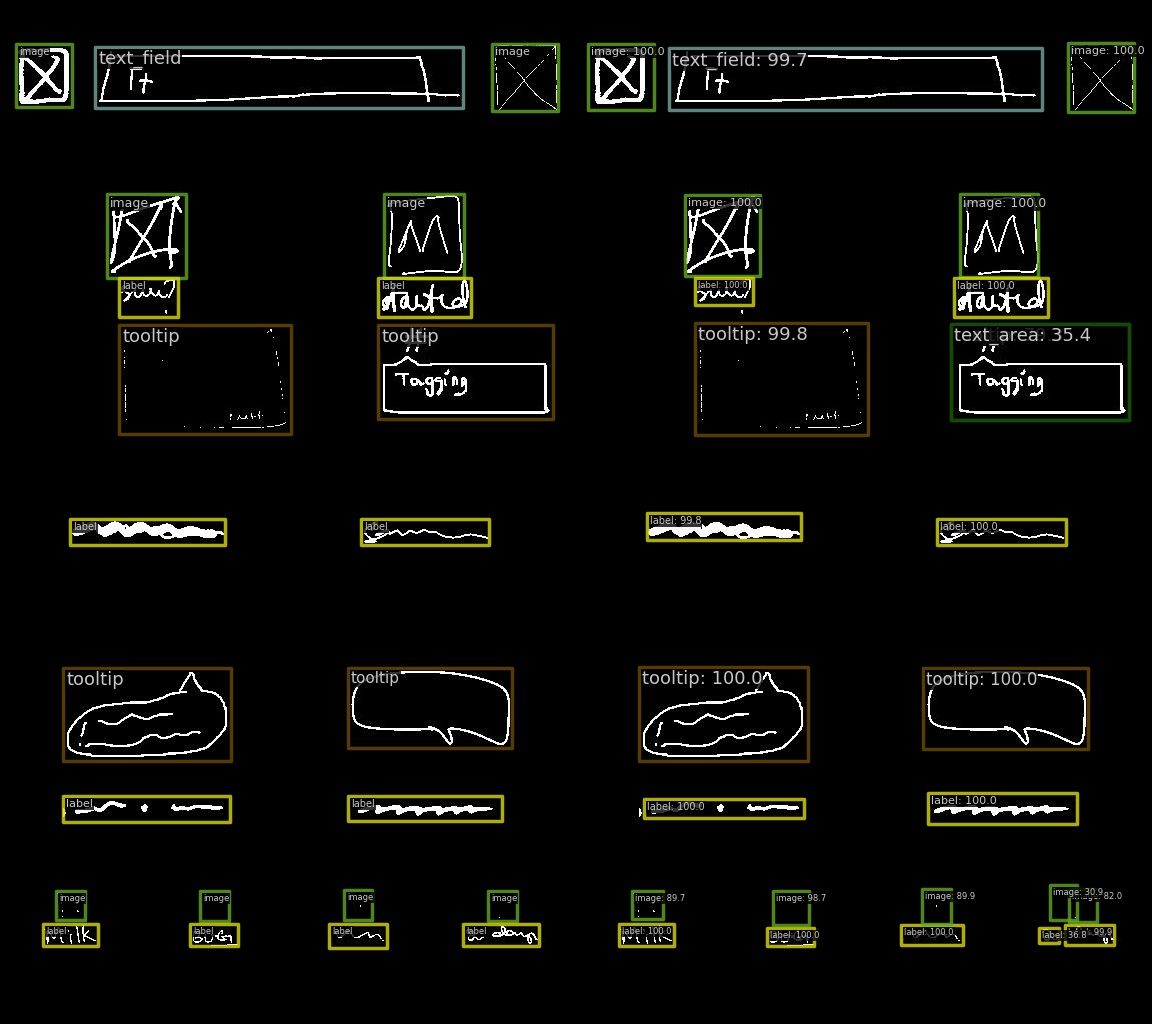 image text_field image image: 100.0 text_field: 99.7 image: 100.0
It It
image image image: 100.0 image: 100.0
label label label: 100.0 label: 100.0
started started
tooltip tooltip tooltip: 99.8 text_area: 35.4
Tagging Tagging
label label label: 99.8 label: 100.0
tooltip tooltip tooltip: 100.0 tooltip: 100.0
label label label: 100.0 label: 100.0
image image image image image: 89.7 image: 98.7 image: 89.9 image: 30.9 82.0
label label label label label: 100.0 label: 100.0 label: 100.0 label: 36.8 99.9
Milk